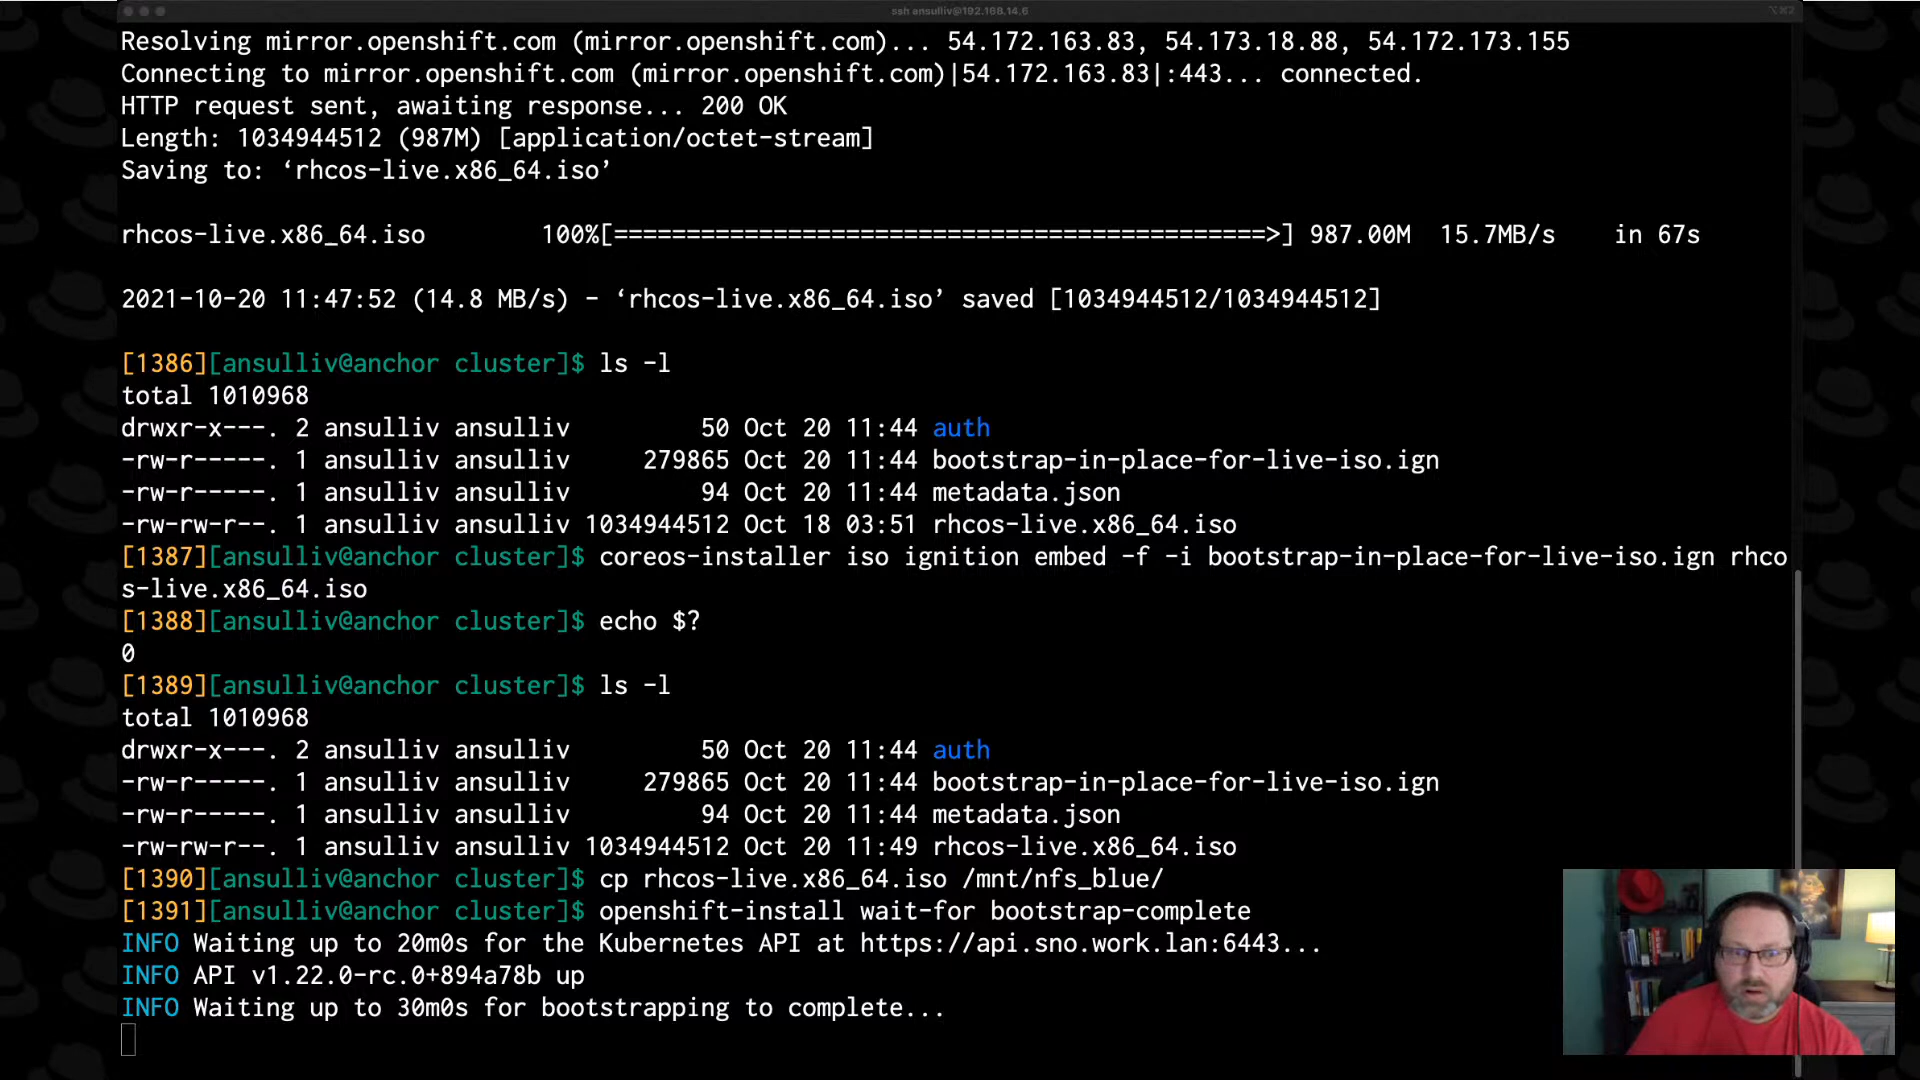 ssh ansulliv@192.168.14.6
⌥⌘2
Resolving mirror.openshift.com (mirror.openshift.com)... 54.172.163.83, 54.173.18.88, 54.172.173.155
Connecting to mirror.openshift.com (mirror.openshift.com)|54.172.163.83|:443... connected.
HTTP request sent, awaiting response... 200 OK
Length: 1034944512 (987M) [application/octet-stream]
Saving to: ‘rhcos-live.x86_64.iso’
rhcos-live.x86_64.iso 100%[=============================================>] 987.00M 15.7MB/s in 67s
2021-10-20 11:47:52 (14.8 MB/s) - ‘rhcos-live.x86_64.iso’ saved [1034944512/1034944512]
[1386][ansulliv@anchor cluster]$ ls -l
total 1010968
drwxr-x---. 2 ansulliv ansulliv 50 Oct 20 11:44 auth
-rw-r-----. 1 ansulliv ansulliv 279865 Oct 20 11:44 bootstrap-in-place-for-live-iso.ign
-rw-r-----. 1 ansulliv ansulliv 94 Oct 20 11:44 metadata.json
-rw-rw-r--. 1 ansulliv ansulliv 1034944512 Oct 18 03:51 rhcos-live.x86_64.iso
[1387][ansulliv@anchor cluster]$ coreos-installer iso ignition embed -f -i bootstrap-in-place-for-live-iso.ign rhco
s-live.x86_64.iso
[1388][ansulliv@anchor cluster]$ echo $?
0
[1389][ansulliv@anchor cluster]$ ls -l
total 1010968
drwxr-x---. 2 ansulliv ansulliv 50 Oct 20 11:44 auth
-rw-r-----. 1 ansulliv ansulliv 279865 Oct 20 11:44 bootstrap-in-place-for-live-iso.ign
-rw-r-----. 1 ansulliv ansulliv 94 Oct 20 11:44 metadata.json
-rw-rw-r--. 1 ansulliv ansulliv 1034944512 Oct 20 11:49 rhcos-live.x86_64.iso
[1390][ansulliv@anchor cluster]$ cp rhcos-live.x86_64.iso /mnt/nfs_blue/
[1391][ansulliv@anchor cluster]$ openshift-install wait-for bootstrap-complete
INFO Waiting up to 20m0s for the Kubernetes API at https://api.sno.work.lan:6443...
INFO API v1.22.0-rc.0+894a78b up
INFO Waiting up to 30m0s for bootstrapping to complete...